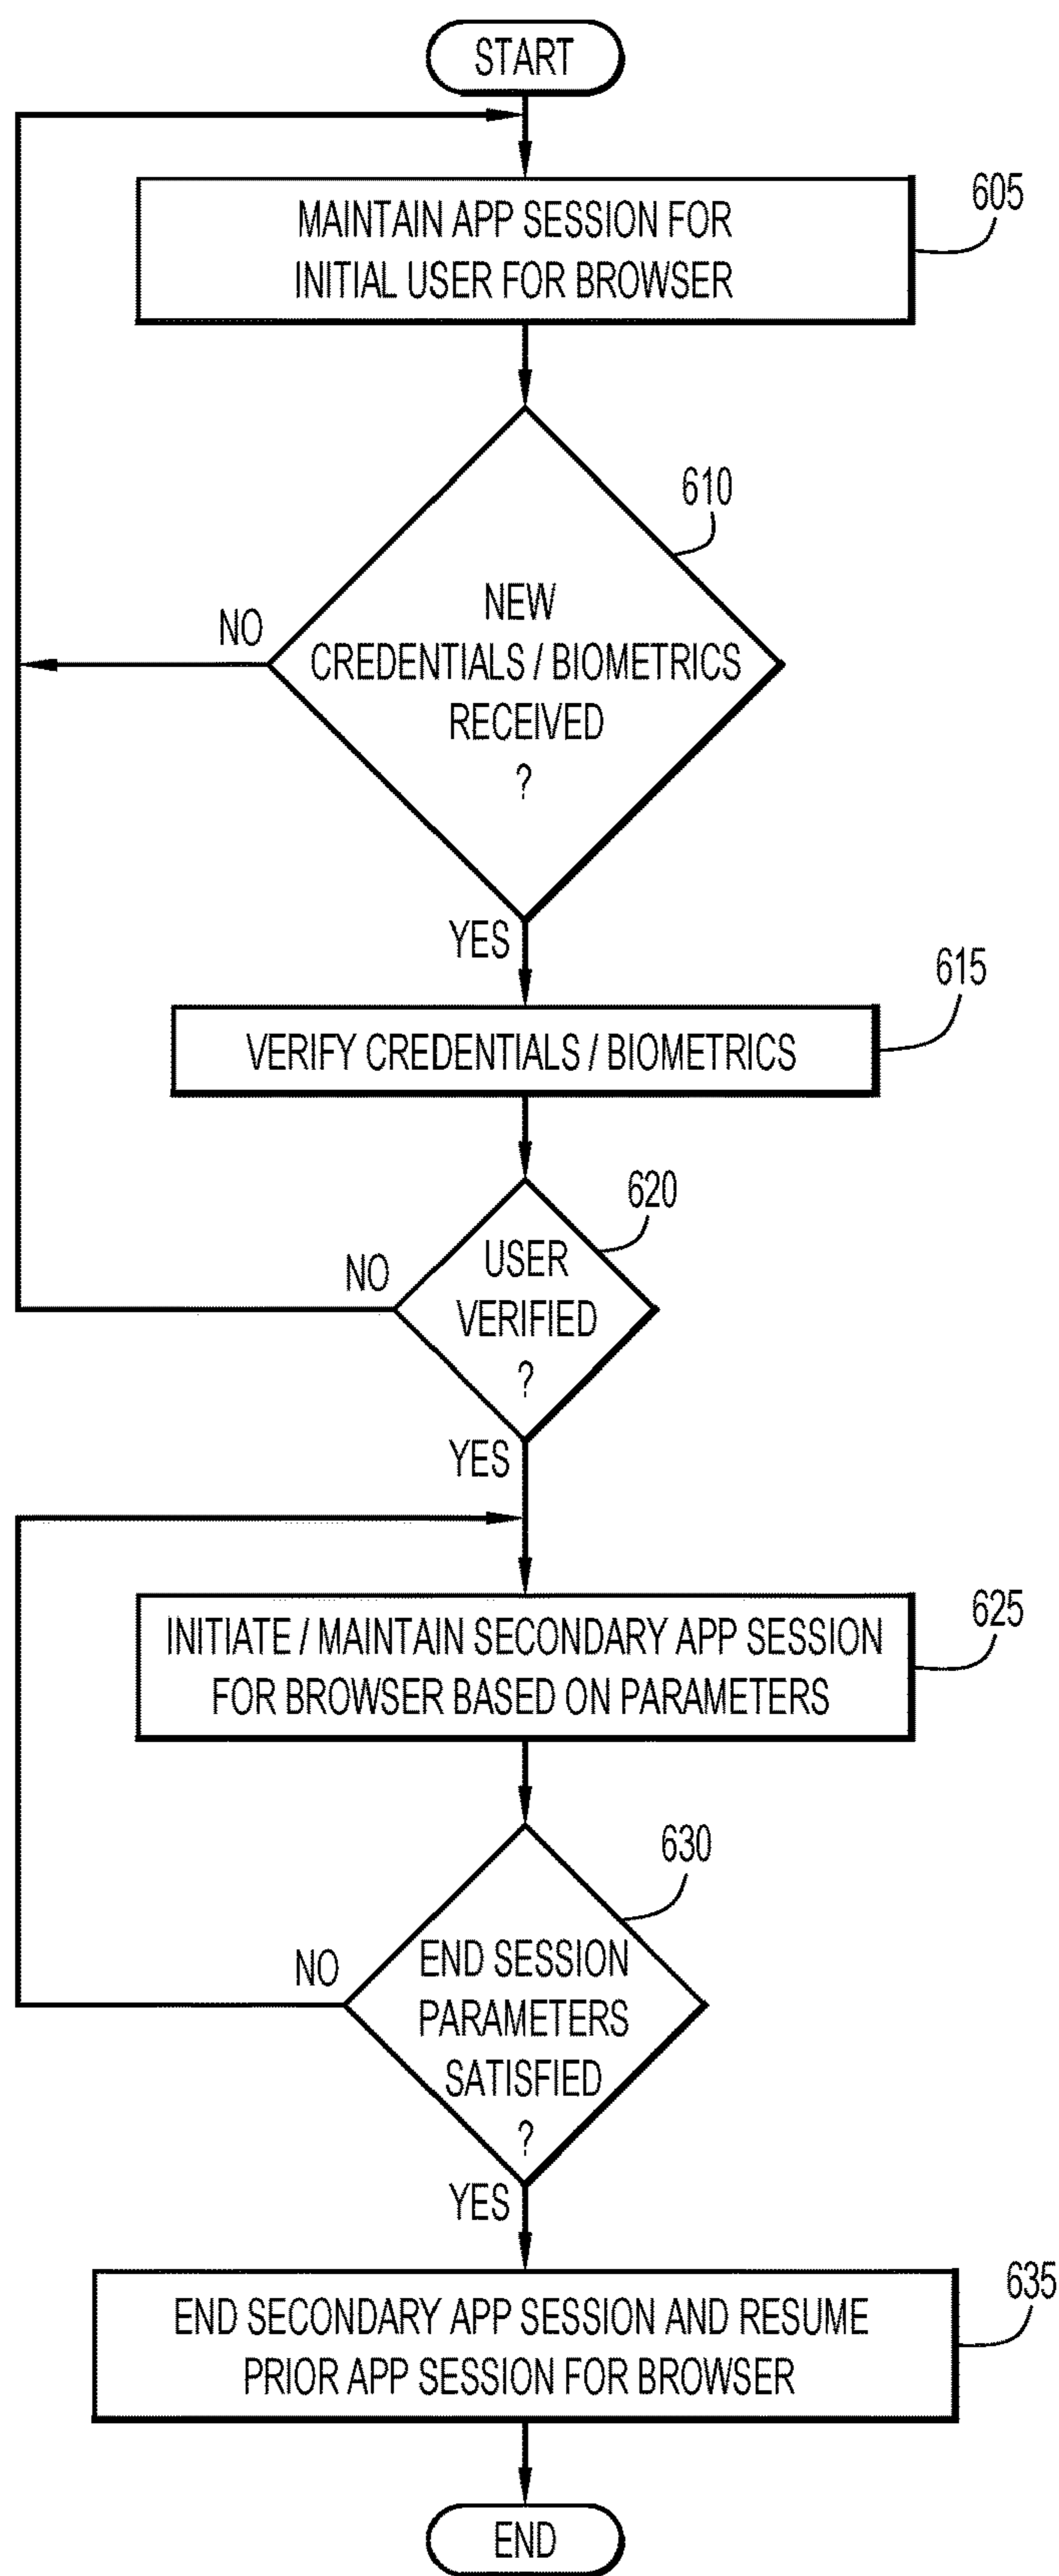 START
MAINTAIN APP SESSION FOR
INITIAL USER FOR BROWSER
605
610
NEW
CREDENTIALS / BIOMETRICS
RECEIVED
?
NO
YES
615
VERIFY CREDENTIALS / BIOMETRICS
620
USER
VERIFIED
?
NO
YES
625
INITIATE / MAINTAIN SECONDARY APP SESSION
FOR BROWSER BASED ON PARAMETERS
630
END SESSION
PARAMETERS
SATISFIED
?
NO
YES
635
END SECONDARY APP SESSION AND RESUME
PRIOR APP SESSION FOR BROWSER
END